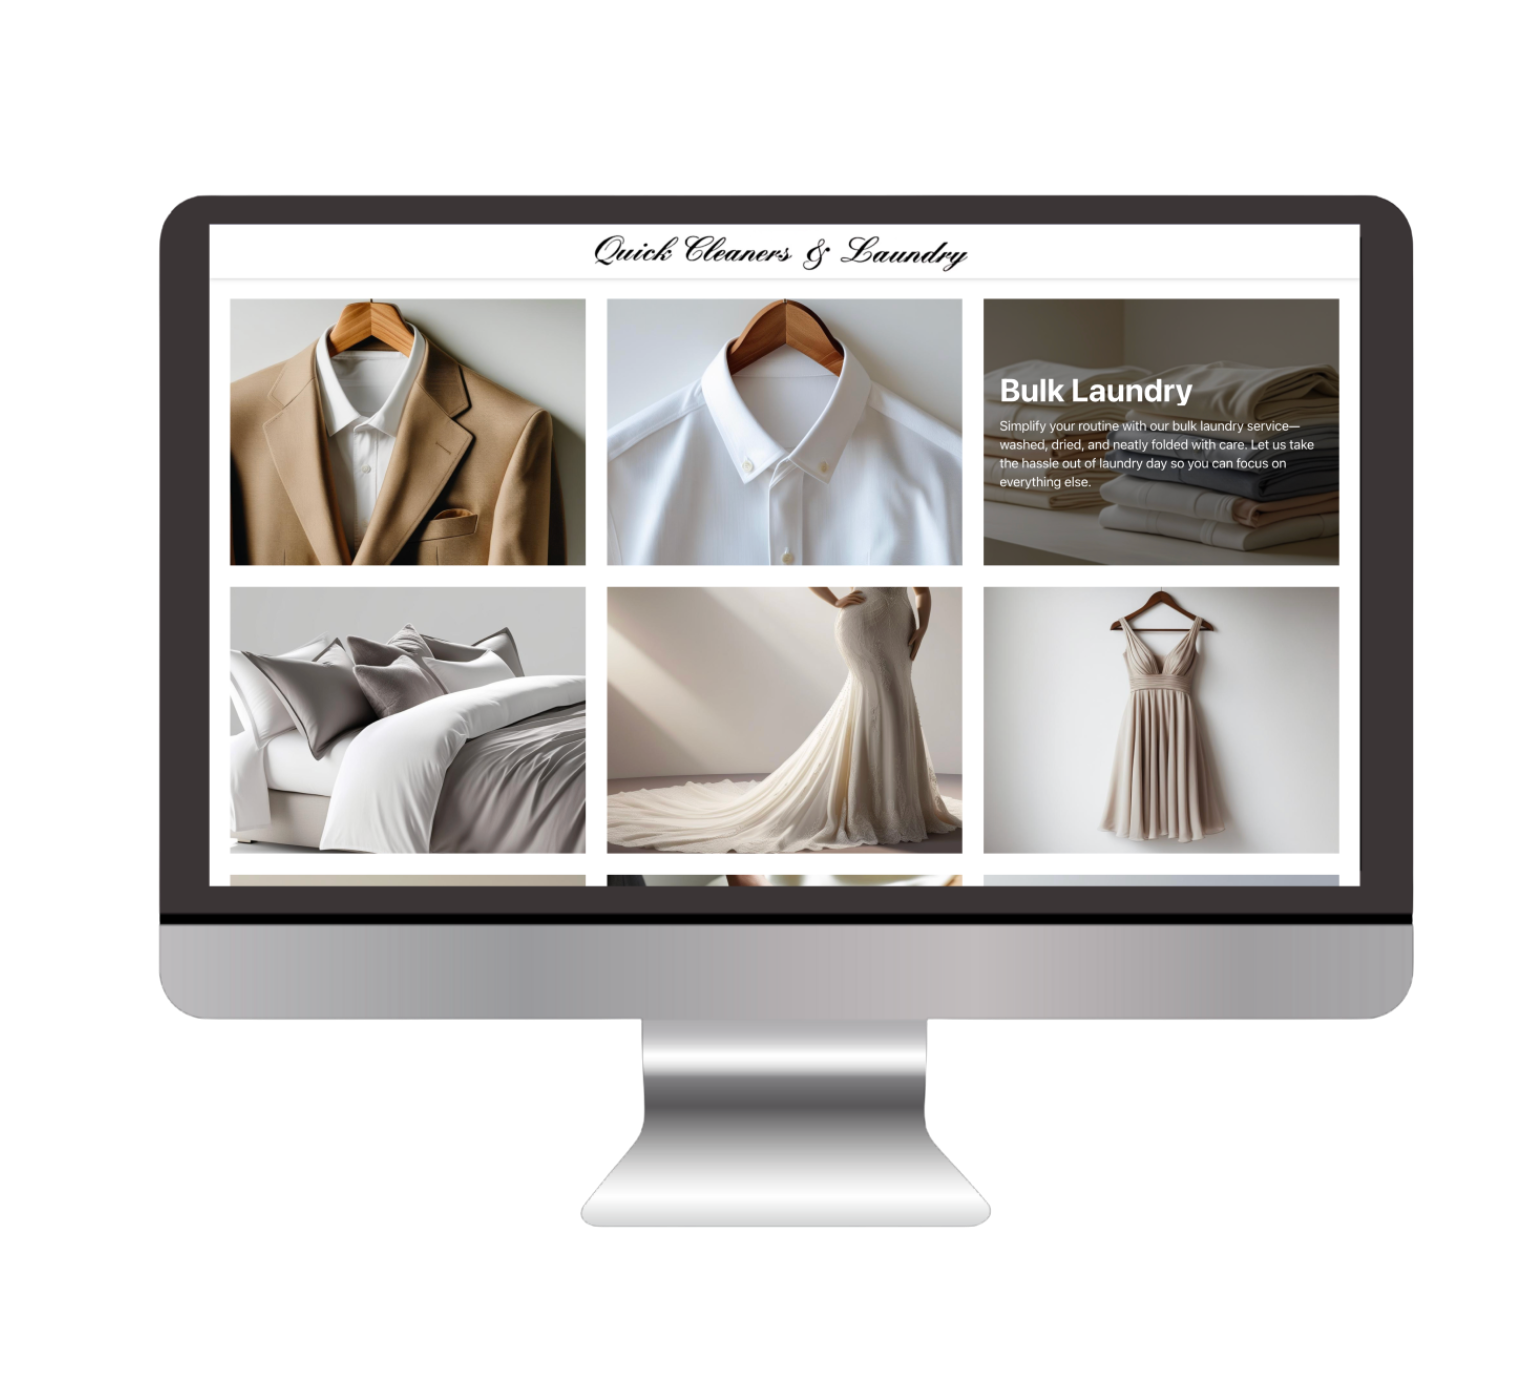 Quick Cleaners & Laundry
Bulk Laundry
Simplify your routine with our bulk laundry service—
washed, dried, and neatly folded with care. Let us take
the hassle out of laundry day so you can focus on
everything else.